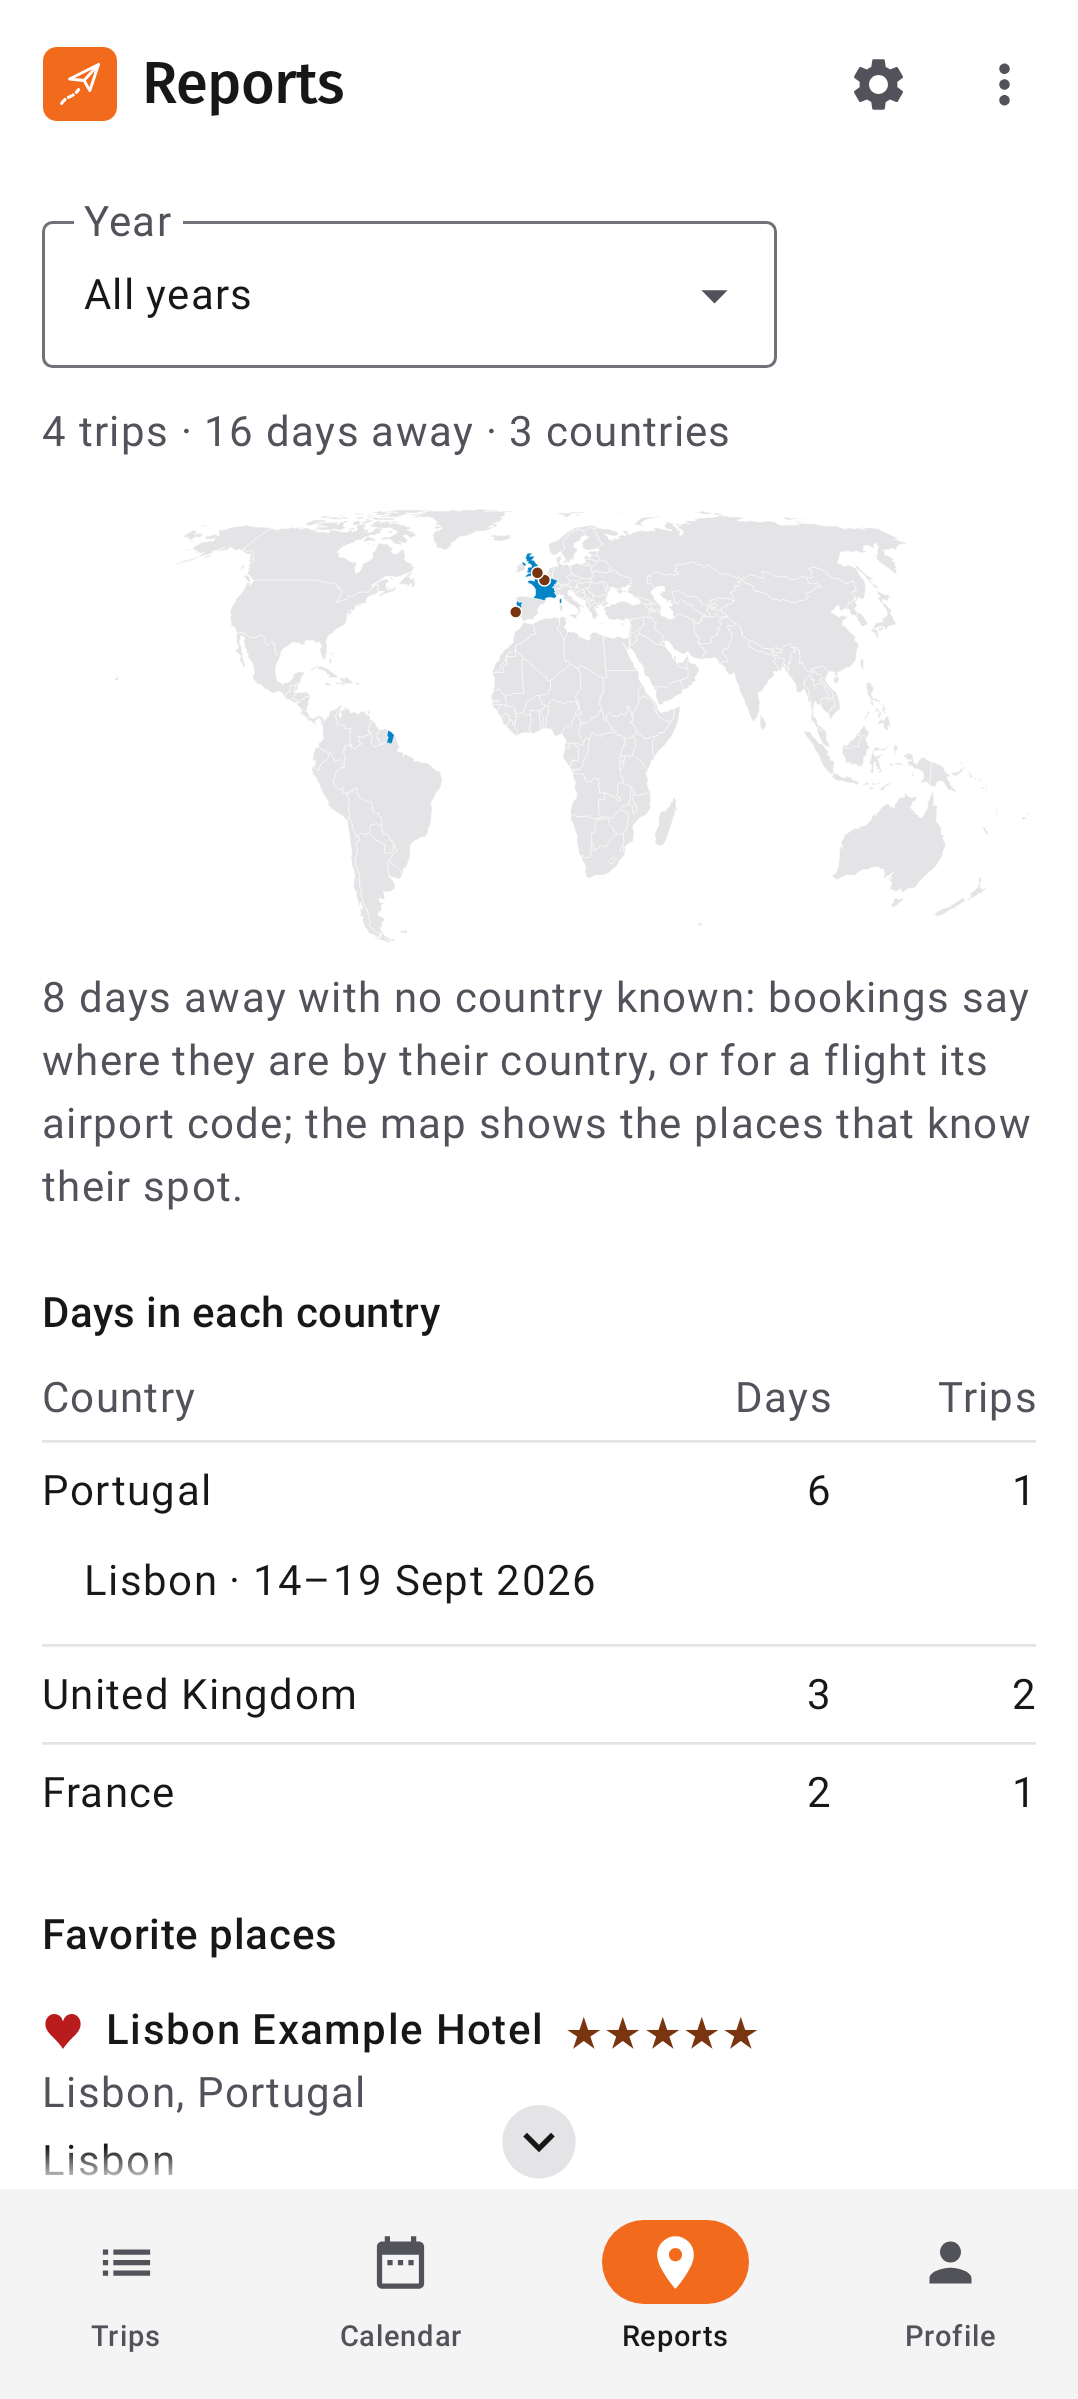 Reports
Year
All years
4 trips · 16 days away · 3 countries
8 days away with no country known: bookings say
where they are by their country, or for a flight its
airport code; the map shows the places that know
their spot.
Days in each country
Country Days Trips
Portugal 6 1
Lisbon · 14–19 Sept 2026
United Kingdom 3 2
France 2 1
Favorite places
Lisbon Example Hotel ★★★★★
Lisbon, Portugal
Lisbon
Trips Calendar Reports Profile